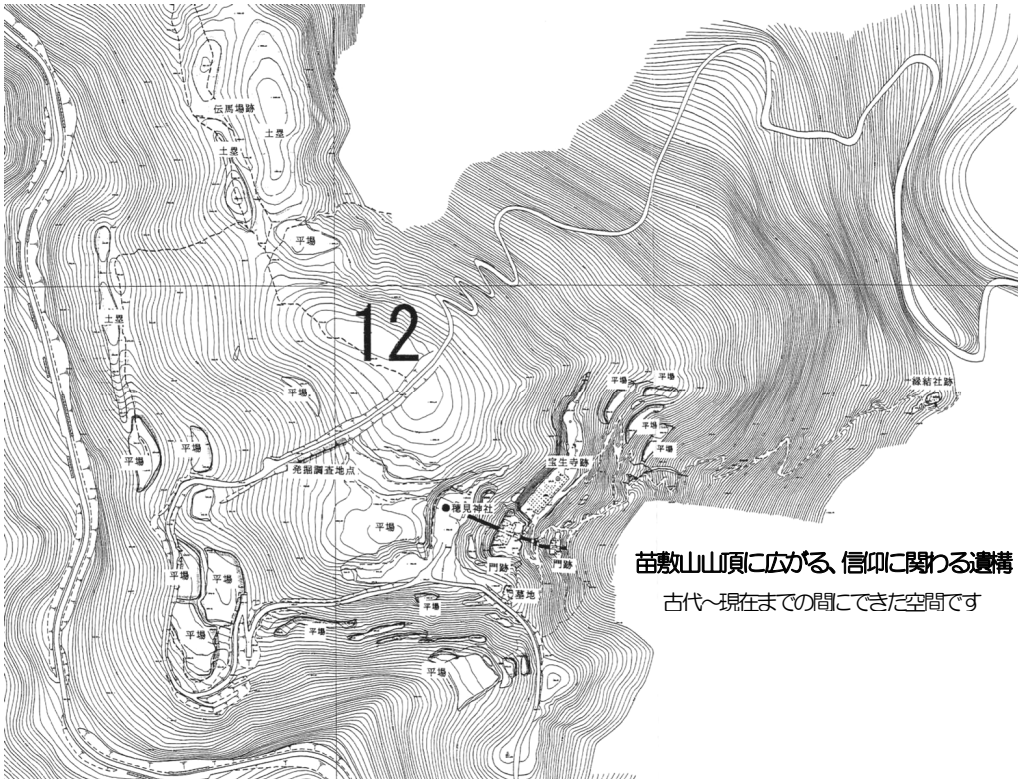 伝馬場跡
土塁
土塁
平場
12
土塁
平場
平場
平場
縁結社跡
平場
平場
平場
平場
平場
宝生寺跡
発掘調査地点
●穂見神社
平場
門跡
門跡
苗敷山山頂に広がる、信仰に関わる遺構
古代~現在までの間にできた空間です
平場
平場
墓地
平場
平場
平場
平場